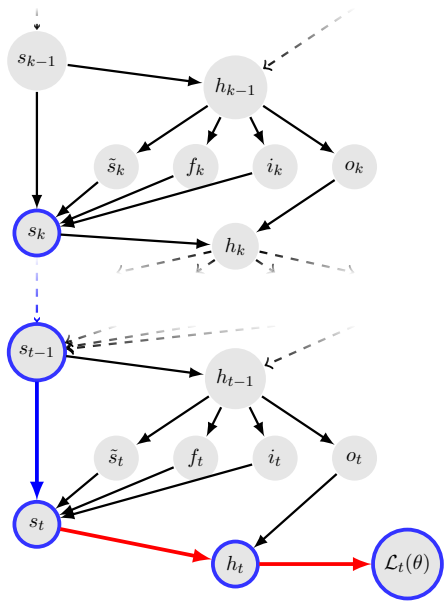 s_{k−1}
h_{k−1}
s̃_k f_k i_k o_k
s_k
h_k
s_{t−1}
h_{t−1}
s̃_t f_t i_t o_t
s_t
h_t ℒ_t(θ)